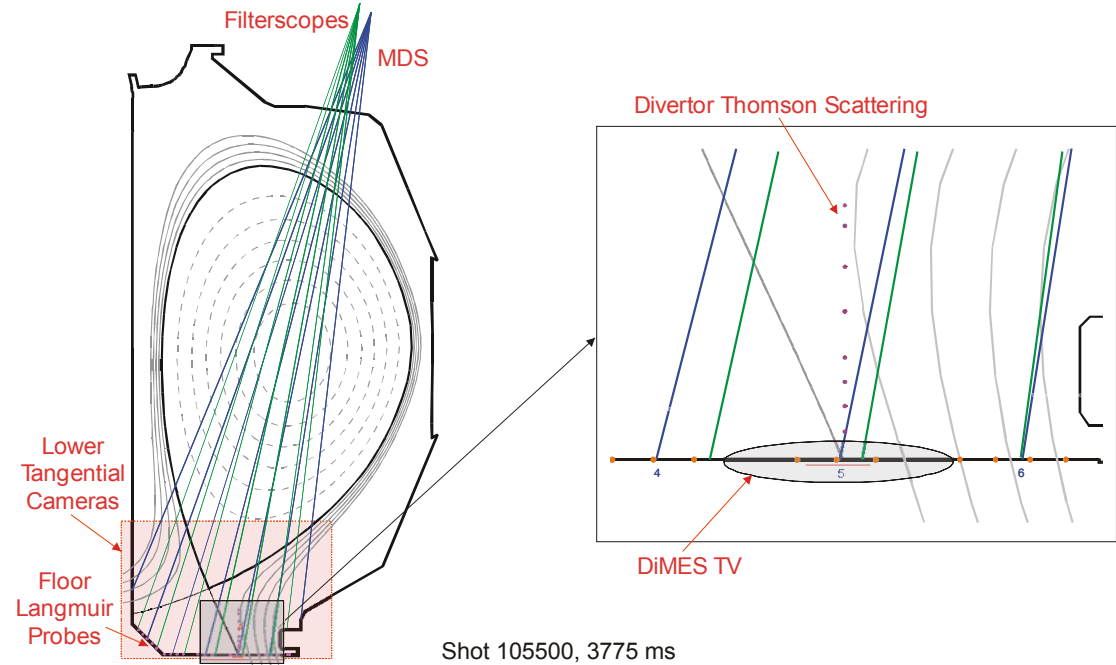 Filterscopes
MDS
Divertor Thomson Scattering
Lower
Tangential
Cameras
4
5
6
Floor
Langmuir
Probes
DiMES TV
Shot 105500, 3775 ms